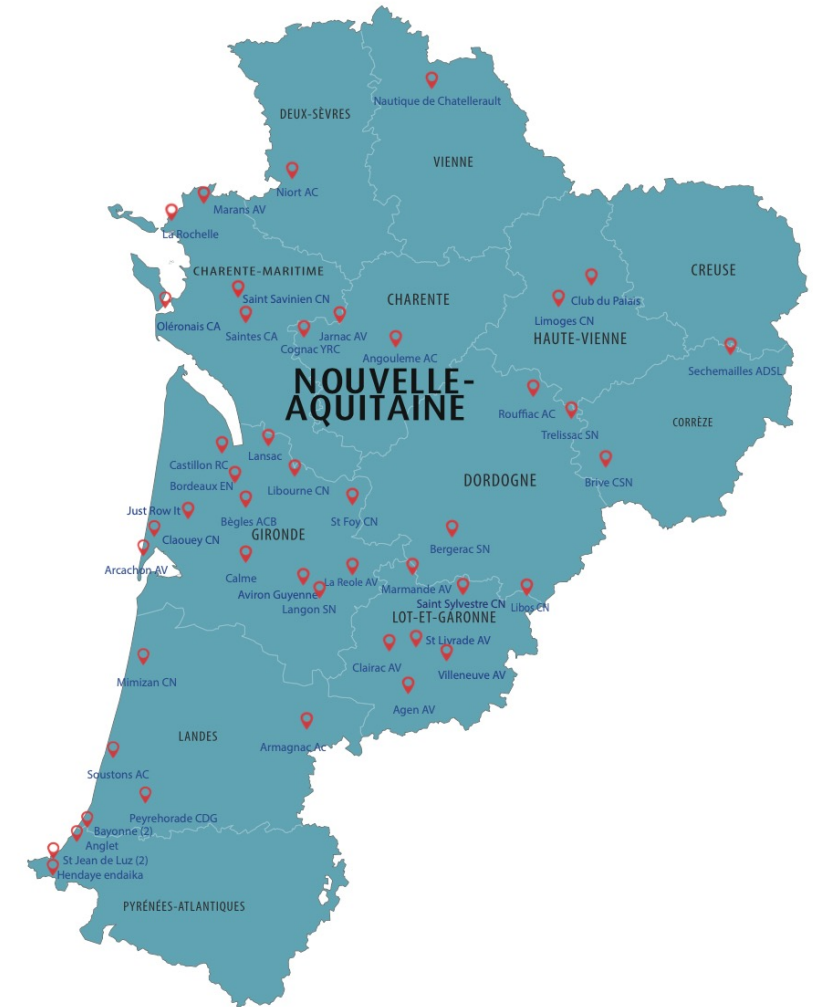 Nautique de Chatellerault
DEUX-SÈVRES
VIENNE
Niort AC
Marans AV
La Rochelle
CHARENTE-MARITIME
CREUSE
Saint Savinien CN
CHARENTE
Club du Palais
Oléronais CA
Limoges CN
Saintes CA
Jarnac AV
HAUTE-VIENNE
Cognac YRC
Angouleme AC
Sechemailles ADSL
NOUVELLE-
AQUITAINE
Rouffiac AC
CORRÈZE
Trelissac SN
Lansac
Castillon RC
DORDOGNE
Brive CSN
Bordeaux EN
Libourne CN
Just Row It
Bègles ACB
St Foy CN
GIRONDE
Claouey CN
Bergerac SN
Arcachon AV
Calme
La Reole AV
Marmande AV
Aviron Guyenne
Saint Sylvestre CN
Libos CN
Langon SN
LOT-ET-GARONNE
St Livrade AV
Clairac AV
Villeneuve AV
Mimizan CN
Agen AV
LANDES
Armagnac Ac
Soustons AC
Peyrehorade CDG
Bayonne (2)
Anglet
St Jean de Luz (2)
Hendaye endaika
PYRÉNÉES-ATLANTIQUES